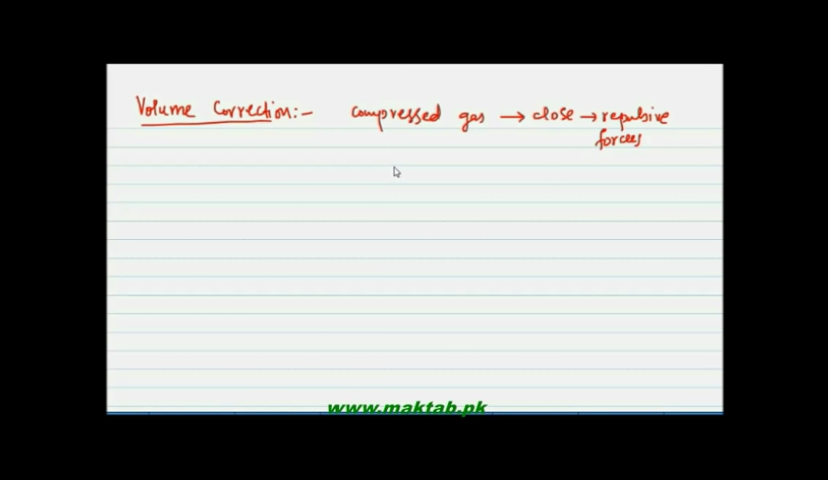 Volume Correction:- compressed gas → close → repulsive
forces
www.maktab.pk